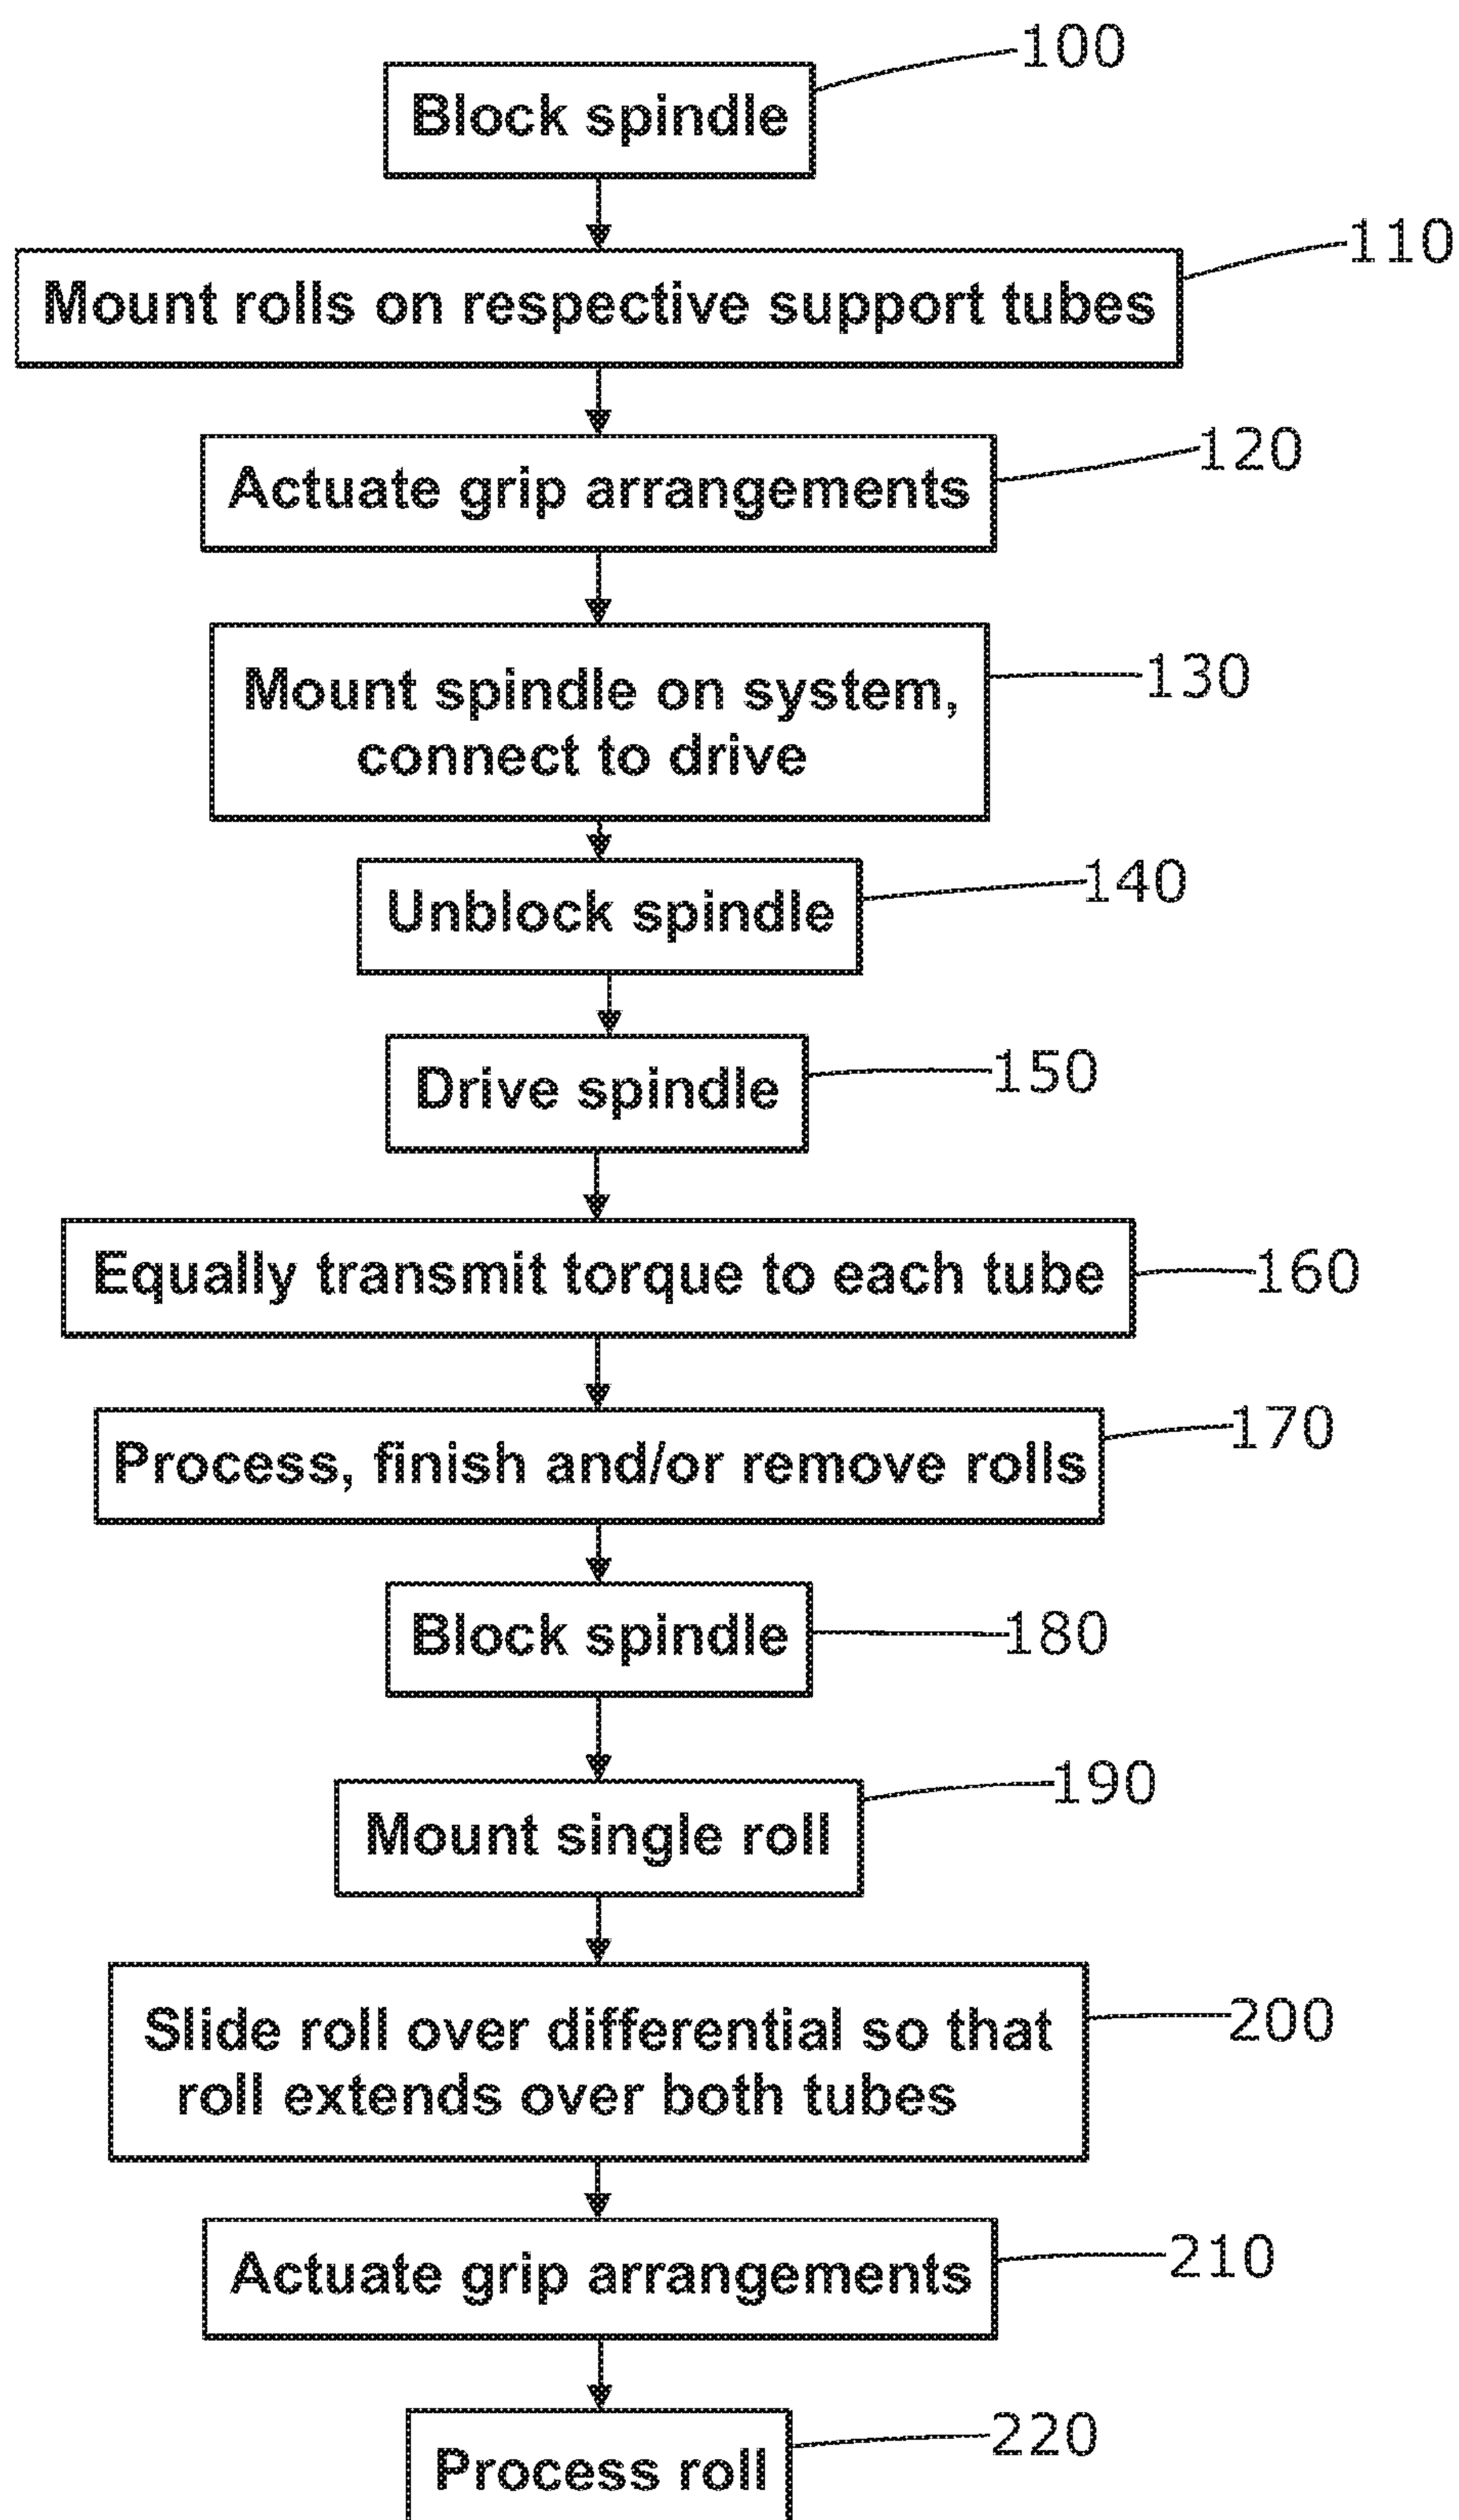 100
Block spindle
110
Mount rolls on respective support tubes
120
Actuate grip arrangements
130
Mount spindle on system,
connect to drive
140
Unblock spindle
150
Drive spindle
160
Equally transmit torque to each tube
170
Process, finish and/or remove rolls
180
Block spindle
190
Mount single roll
200
Slide roll over differential so that
roll extends over both tubes
210
Actuate grip arrangements
220
Process roll